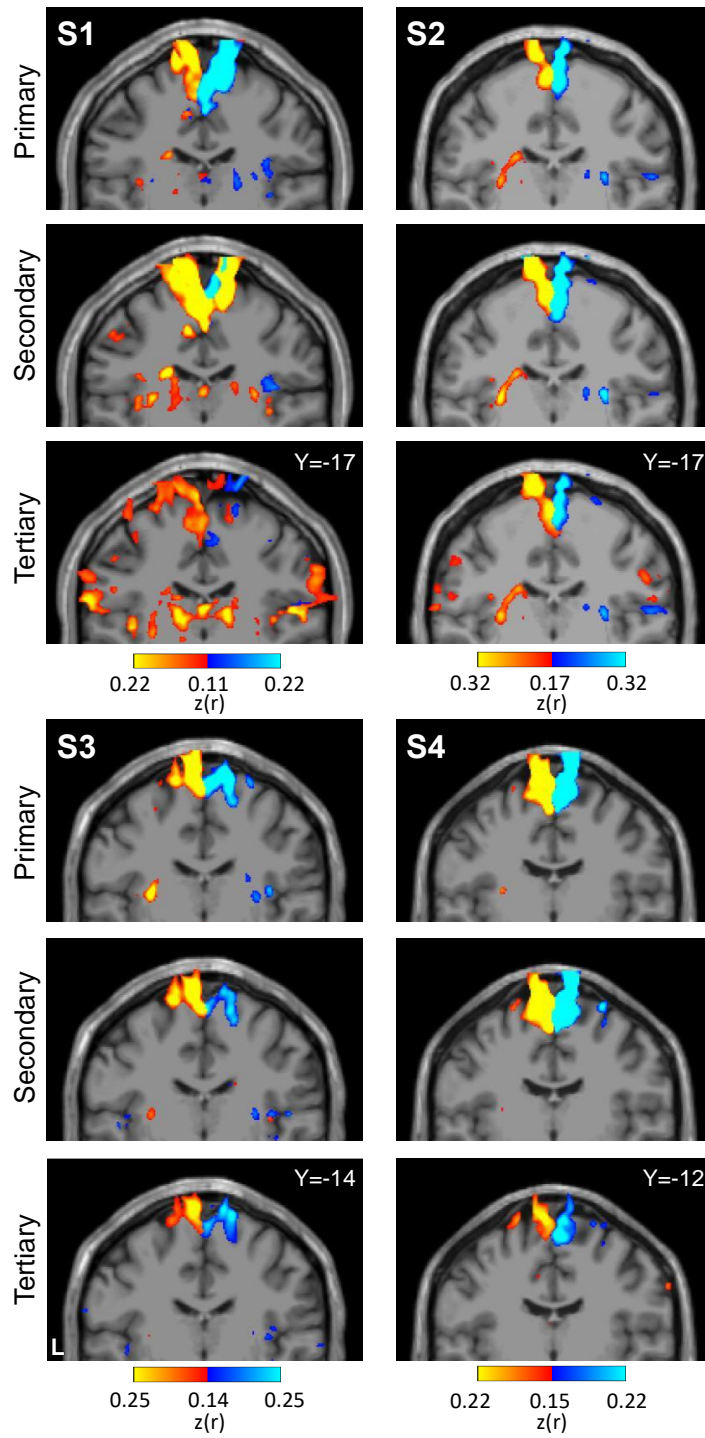 S1 S2
Primary
Secondary
Tertiary
Y=-17 Y=-17
0.22 0.11 0.22 0.32 0.17 0.32
z(r) z(r)
S3 S4
Primary
Secondary
Tertiary
Y=-14 Y=-12
L
0.25 0.14 0.25 0.22 0.15 0.22
z(r) z(r)